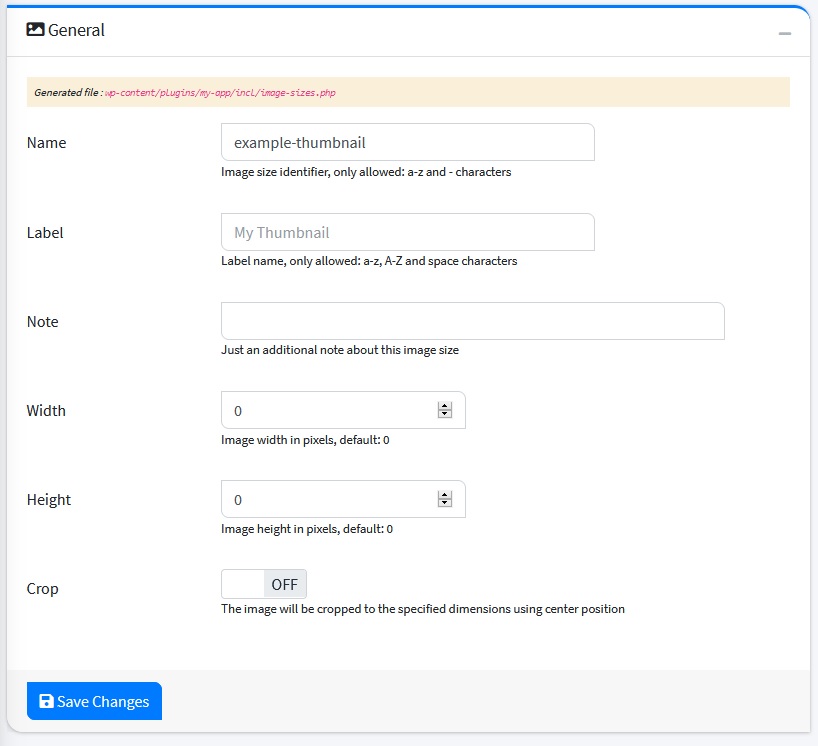 General
Generated file : wp-content/plugins/my-app/incl/image-sizes.php
Name
example-thumbnail
Image size identifier, only allowed: a-z and - characters
Label
My Thumbnail
Label name, only allowed: a-z, A-Z and space characters
Note
Just an additional note about this image size
Width
0
Image width in pixels, default: 0
Height
0
Image height in pixels, default: 0
Crop
OFF
The image will be cropped to the specified dimensions using center position
Save Changes